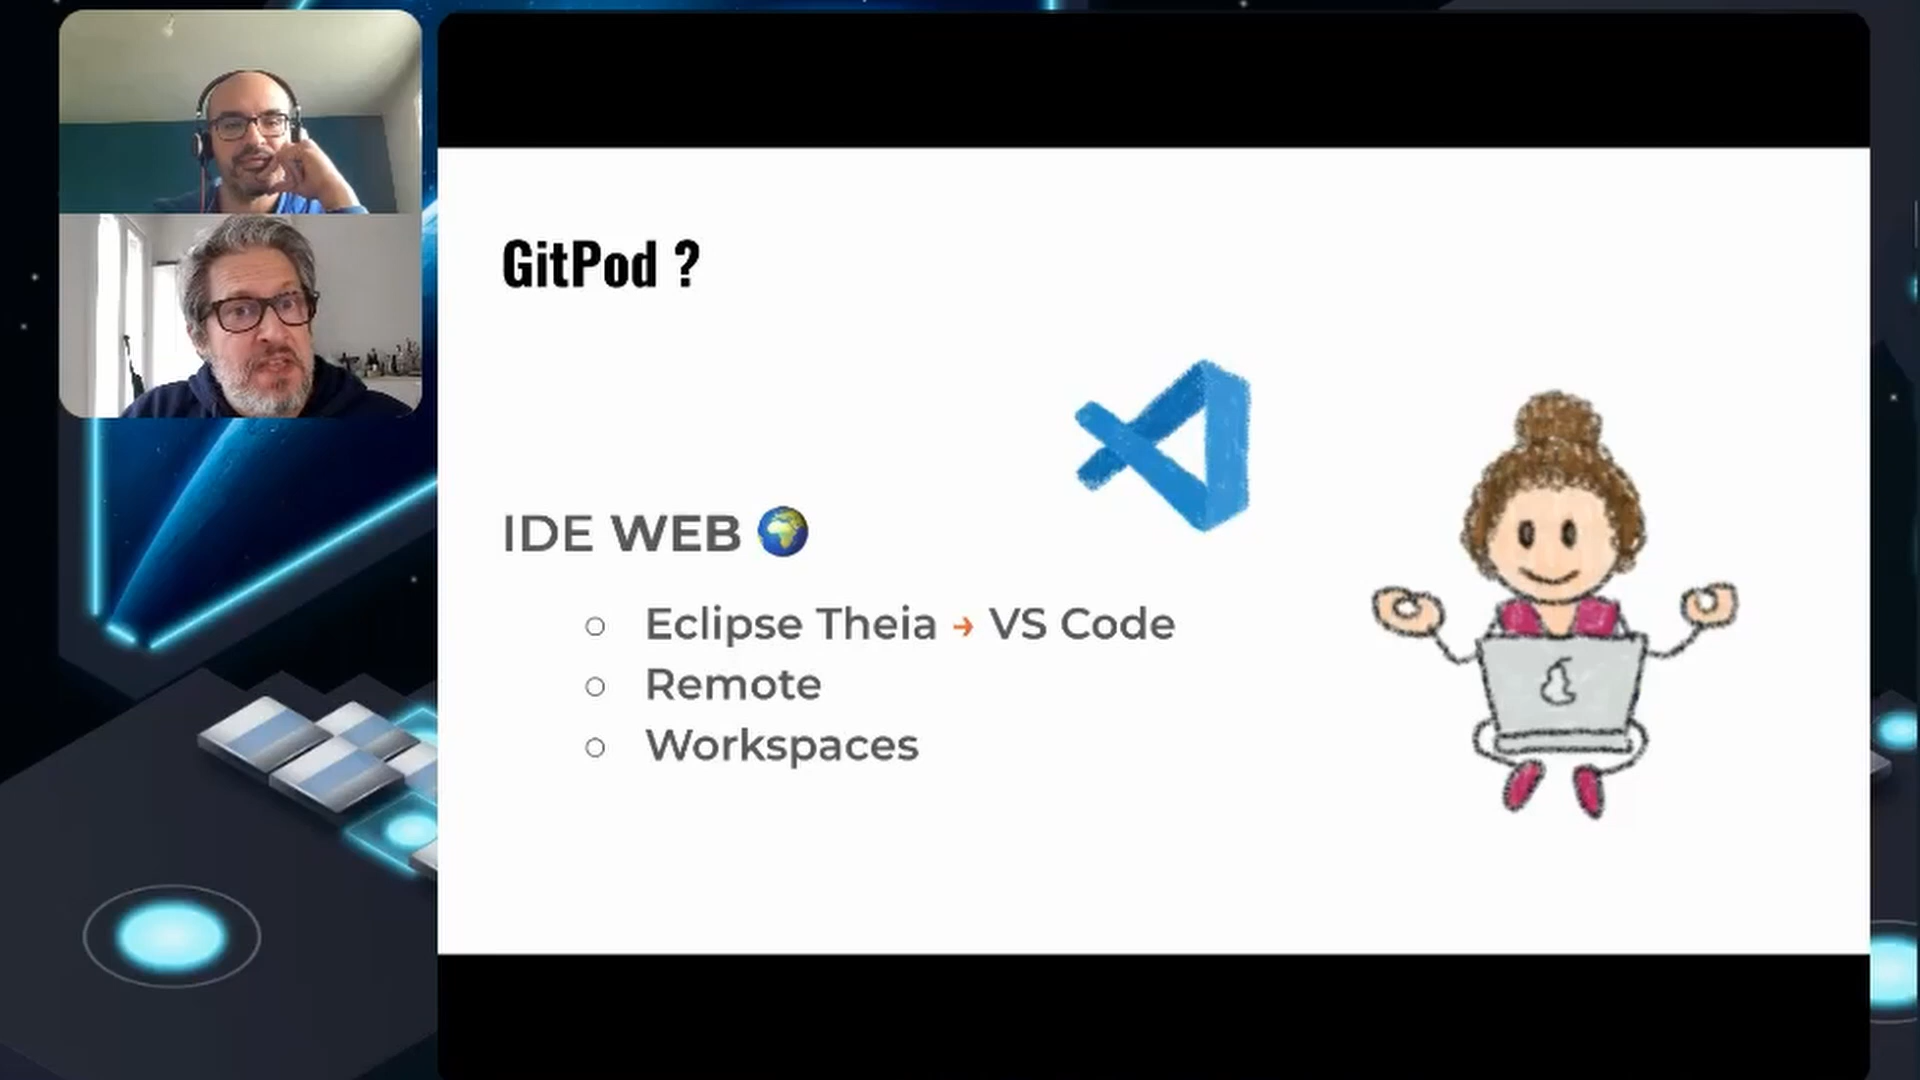 GitPod ?
IDE WEB
Eclipse Theia → VS Code
Remote
Workspaces